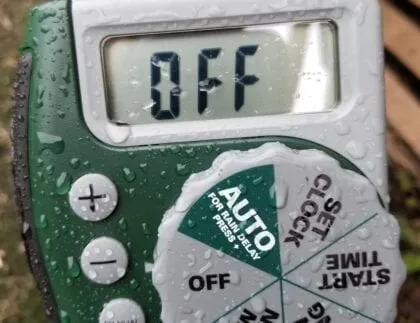 OFF
+
AUTO
FOR RAIN DELAY
PRESS +
SET
CLOCK
START
TIME
−
OFF